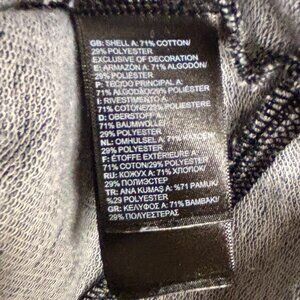 GB: SHELL A: 71% COTTON/
29% POLYESTER
EXCLUSIVE OF DECORATION
E: ARMAZÓN A: 71% ALGODÓN/
29% POLIÉSTER
P: TECIDO PRINCIPAL A:
71% ALGODÃO/29% POLIÉSTER
I: RIVESTIMENTO A:
71% COTONE/29% POLIESTERE
D: OBERSTOFF A:
71% BAUMWOLLE/
29% POLYESTER
NL: OMHULSEL A: 71% KATOEN/
29% POLYESTER
F: ÉTOFFE EXTÉRIEURE A:
71% COTON/29% POLYESTER
RU: КОЖУХ A: 71% ХЛОПОК/
29% ПОЛИЭСТЕР
TR: ANA KUMAŞ A: %71 PAMUK/
%29 POLYESTER
GR: ΚΕΛΥΦΟΣ A: 71% ΒΑΜΒΑΚΙ/
29% ΠΟΛΥΕΣΤΕΡΑΣ